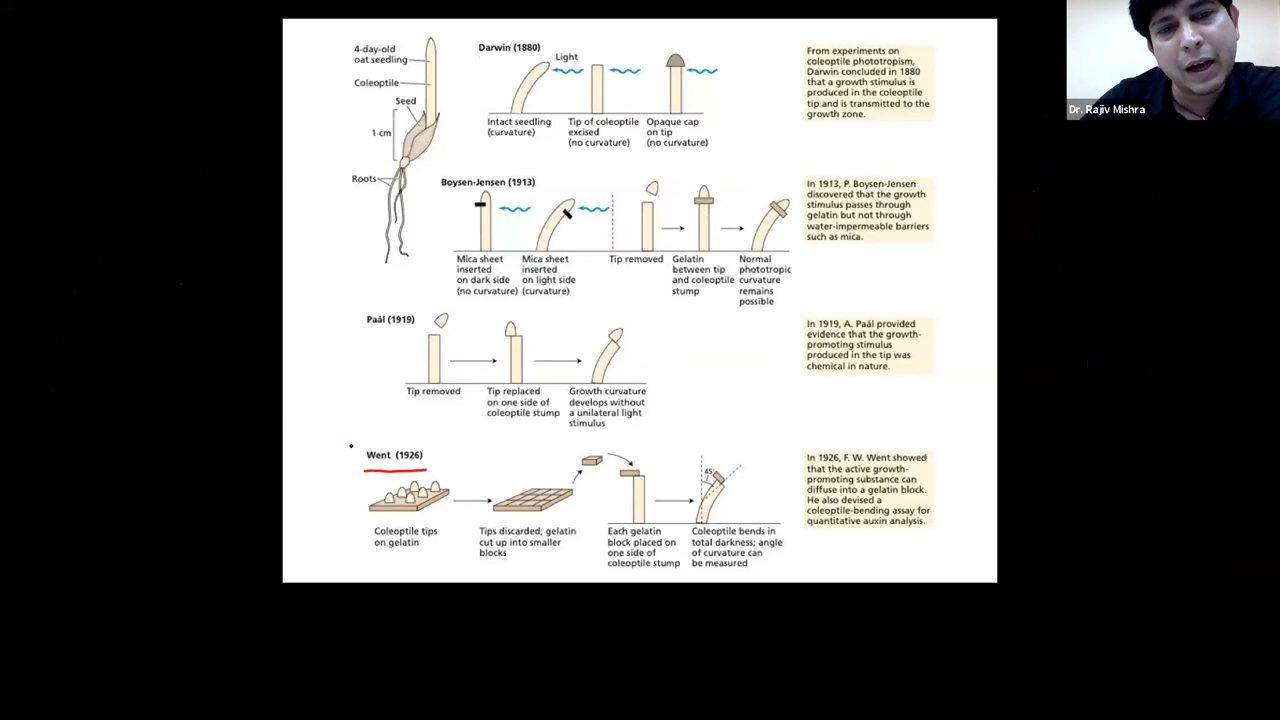 4-day-old
oat seedling
Coleoptile
Seed
1 cm
Roots
Darwin (1880)
Light
Intact seedling
(curvature)
Tip of coleoptile
excised
(no curvature)
Opaque cap
on tip
(no curvature)
From experiments on
coleoptile phototropism,
Darwin concluded in 1880
that a growth stimulus is
produced in the coleoptile
tip and is transmitted to the
growth zone.
Dr. Rajiv Mishra
Boysen-Jensen (1913)
Mica sheet
inserted
on dark side
(no curvature)
Mica sheet
inserted
on light side
(curvature)
Tip removed
Gelatin
between tip
and coleoptile
stump
Normal
phototropic
curvature
remains
possible
In 1913, P. Boysen-Jensen
discovered that the growth
stimulus passes through
gelatin but not through
water-impermeable barriers
such as mica.
Paál (1919)
Tip removed
Tip replaced
on one side of
coleoptile stump
Growth curvature
develops without
a unilateral light
stimulus
In 1919, A. Paál provided
evidence that the growth-
promoting stimulus
produced in the tip was
chemical in nature.
Went (1926)
45°
Coleoptile tips
on gelatin
Tips discarded; gelatin
cut up into smaller
blocks
Each gelatin
block placed on
one side of
coleoptile stump
Coleoptile bends in
total darkness; angle
of curvature can
be measured
In 1926, F. W. Went showed
that the active growth-
promoting substance can
diffuse into a gelatin block.
He also devised a
coleoptile-bending assay for
quantitative auxin analysis.